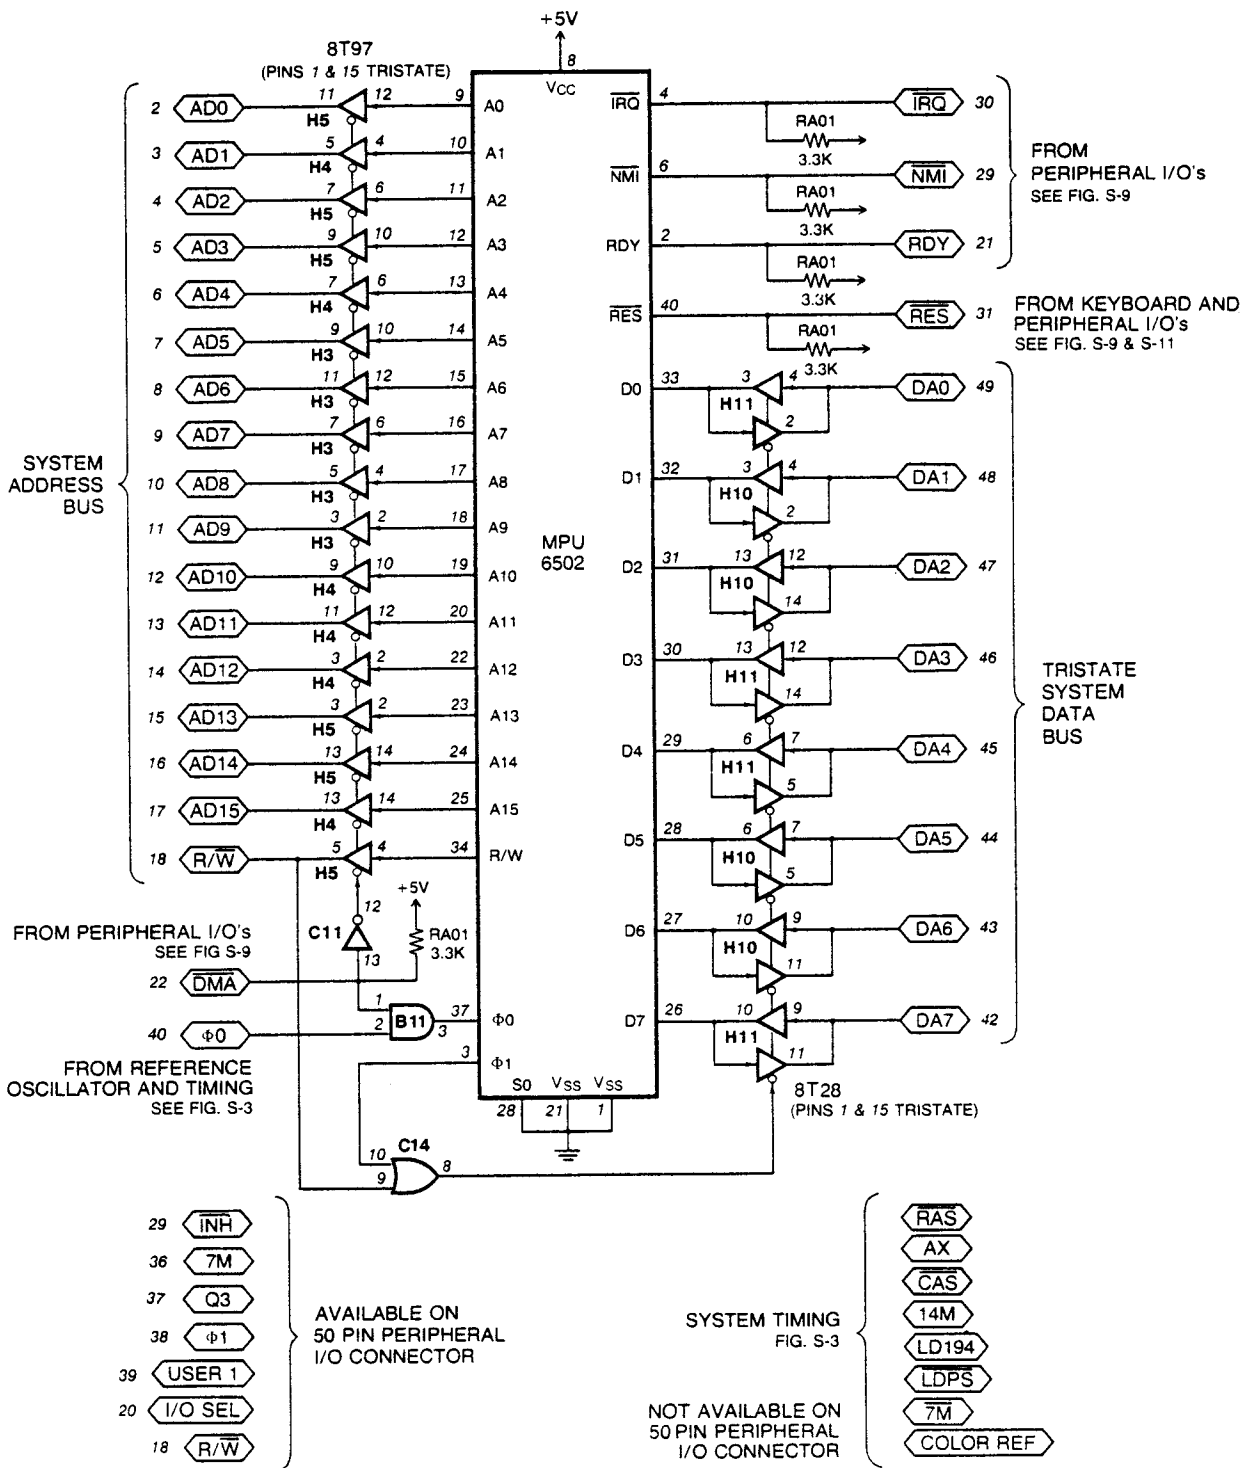 +5V
8
8T97
(PINS 1 & 15 TRISTATE)
VCC
2 AD0 11 12 9 A0
H5
3 AD1 5 4 10 A1
H4
4 AD2 7 6 11 A2
H5
5 AD3 9 10 12 A3
H5
6 AD4 7 6 13 A4
H4
7 AD5 9 10 14 A5
H3
8 AD6 11 12 15 A6
H3
9 AD7 7 6 16 A7
H3
10 AD8 5 4 17 A8
H3
11 AD9 3 2 18 A9
H3
12 AD10 9 10 19 A10
H4
13 AD11 11 12 20 A11
H4
14 AD12 3 2 22 A12
H4
15 AD13 3 2 23 A13
H5
16 AD14 13 14 24 A14
H5
17 AD15 13 14 25 A15
H4
18 R/W 5 4 34 R/W
H5
SYSTEM
ADDRESS
BUS
MPU
6502
IRQ 4 IRQ 30
RA01
3.3K
NMI 6 NMI 29
RA01
3.3K
RDY 2 RDY 21
RA01
3.3K
RES 40 RES 31
RA01
3.3K
FROM
PERIPHERAL I/O's
SEE FIG. S-9
FROM KEYBOARD AND
PERIPHERAL I/O's
SEE FIG. S-9 & S-11
D0 33 3 4 DA0 49
H11
2
D1 32 3 4 DA1 48
H10
2
D2 31 13 12 DA2 47
H10
14
D3 30 13 12 DA3 46
H11
14
D4 29 6 7 DA4 45
H11
5
D5 28 6 7 DA5 44
H10
5
D6 27 10 9 DA6 43
H10
11
D7 26 10 9 DA7 42
H11
11
TRISTATE
SYSTEM
DATA
BUS
8T28
(PINS 1 & 15 TRISTATE)
+5V
12
C11
RA01
3.3K
13
FROM PERIPHERAL I/O's
SEE FIG S-9
22 DMA
1
40 Φ0 2 B11 3 37 Φ0
3 Φ1
FROM REFERENCE
OSCILLATOR AND TIMING
SEE FIG. S-3
S0 VSS VSS
28 21 1
C14
10
9
8
29 INH
36 7M
37 Q3
38 Φ1
39 USER 1
20 I/O SEL
18 R/W
AVAILABLE ON
50 PIN PERIPHERAL
I/O CONNECTOR
SYSTEM TIMING
FIG. S-3
NOT AVAILABLE ON
50 PIN PERIPHERAL
I/O CONNECTOR
RAS
AX
CAS
14M
LD194
LDPS
7M
COLOR REF